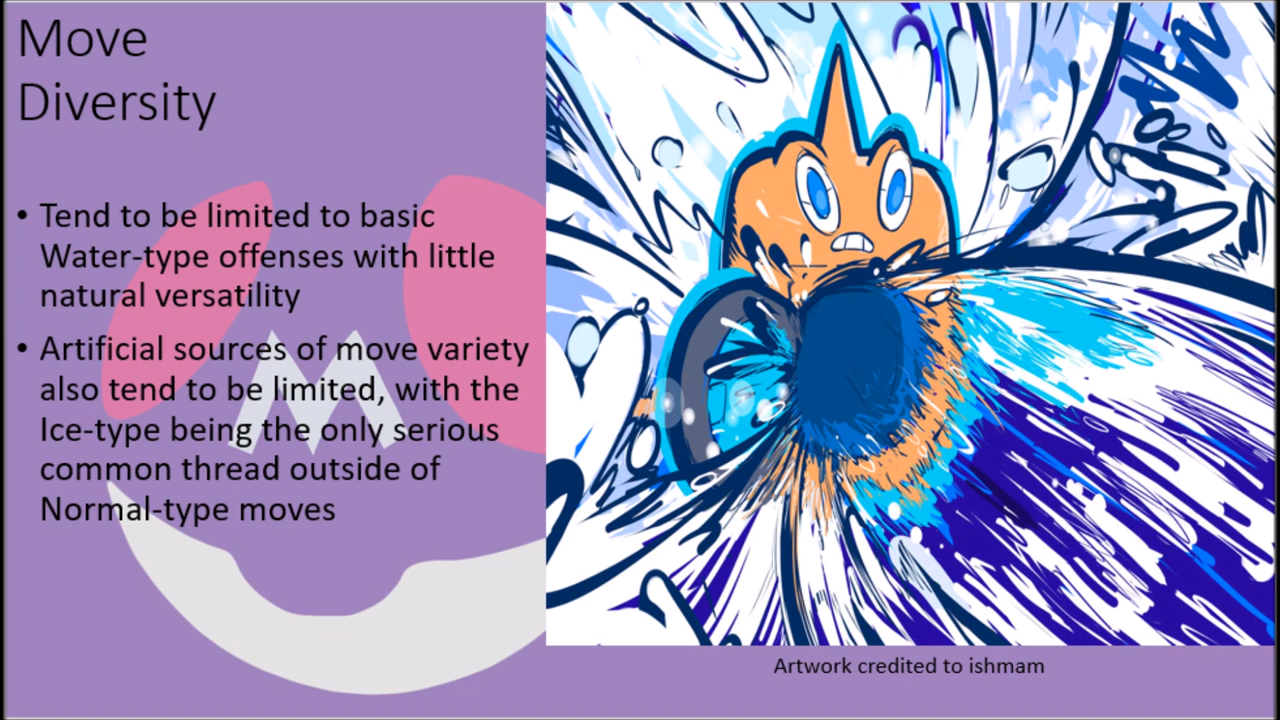 Move
Diversity
• Tend to be limited to basic
Water-type offenses with little
natural versatility
• Artificial sources of move variety
also tend to be limited, with the
Ice-type being the only serious
common thread outside of
Normal-type moves
M
Artwork credited to ishmam